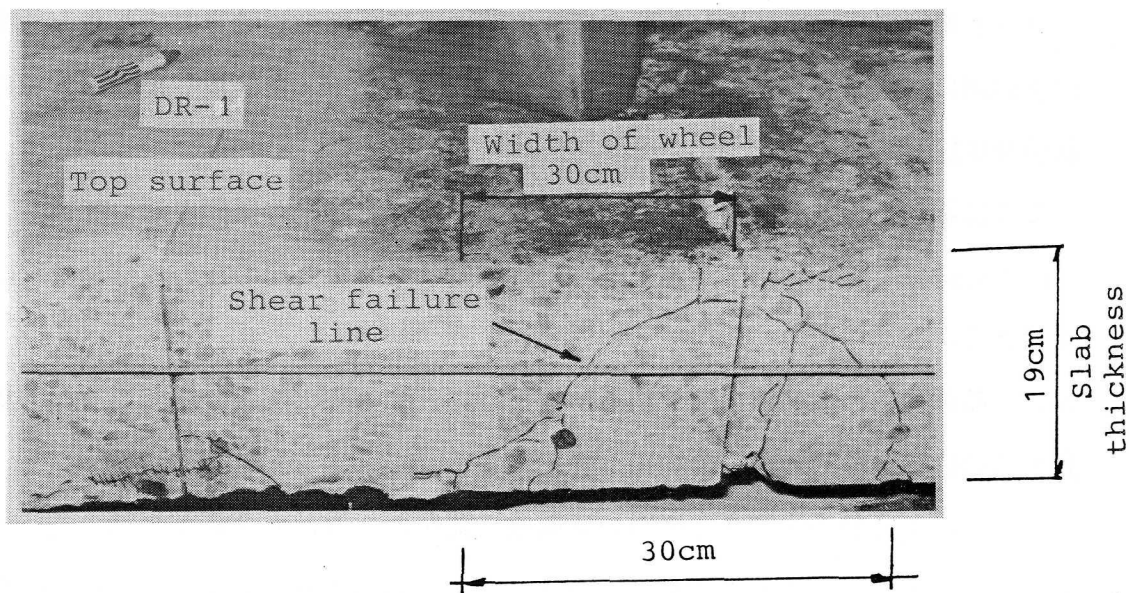 DR-1
Top surface
Width of wheel
30cm
Shear failure
line
19cm
Slab
thickness
30cm